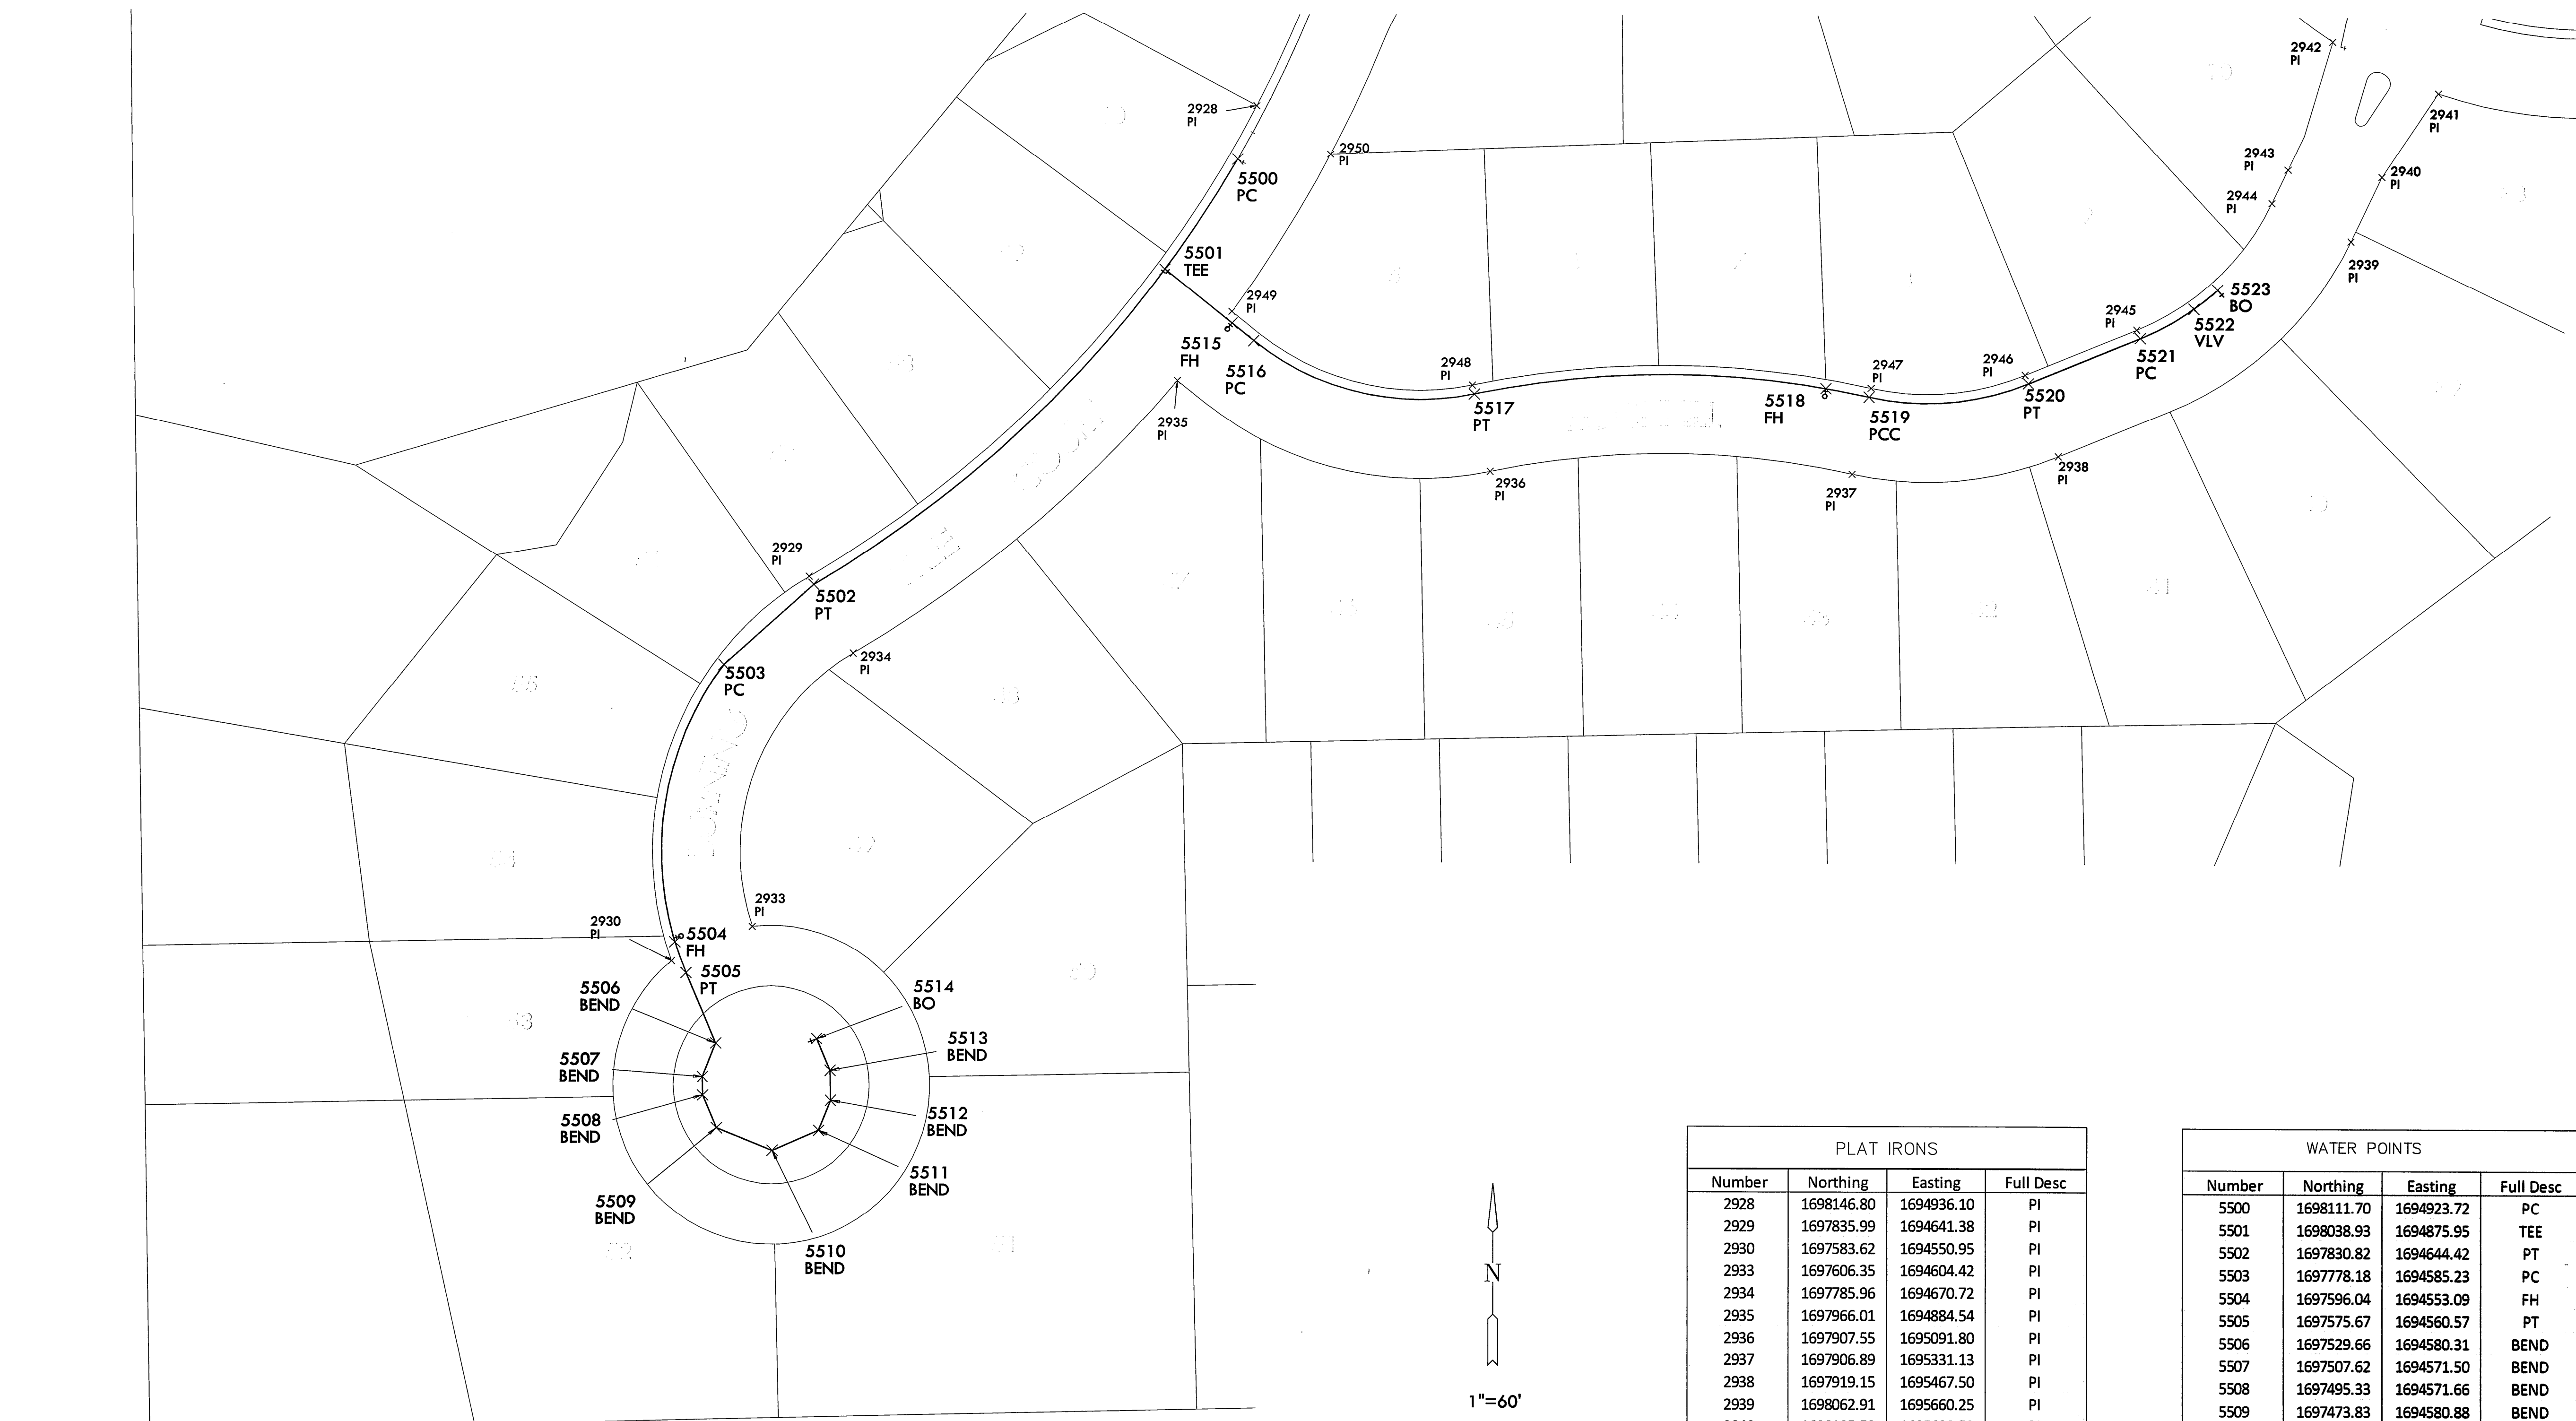 2942
PI
2941
PI
2928
PI
2950
PI
5500
PC
2943
PI
2940
PI
2944
PI
5501
TEE
2939
PI
2949
PI
5523
BO
2945
PI
5522
VLV
5515
FH
5516
PC
5521
PC
2948
PI
2947
PI
2946
PI
5517
PT
5518
FH
5519
PCC
5520
PT
2935
PI
2936
PI
2937
PI
2938
PI
2929
PI
5502
PT
2934
PI
5503
PC
2933
PI
2930
PI
5504
FH
5505
PT
5506
BEND
5514
BO
5513
BEND
5507
BEND
5508
BEND
5512
BEND
5511
BEND
5509
BEND
5510
BEND
N
1"=60'
PLAT IRONS
Number Northing Easting Full Desc
2928 1698146.80 1694936.10 PI
2929 1697835.99 1694641.38 PI
2930 1697583.62 1694550.95 PI
2933 1697606.35 1694604.42 PI
2934 1697785.96 1694670.72 PI
2935 1697966.01 1694884.54 PI
2936 1697907.55 1695091.80 PI
2937 1697906.89 1695331.13 PI
2938 1697919.15 1695467.50 PI
2939 1698062.91 1695660.25 PI
WATER POINTS
Number Northing Easting Full Desc
5500 1698111.70 1694923.72 PC
5501 1698038.93 1694875.95 TEE
5502 1697830.82 1694644.42 PT
5503 1697778.18 1694585.23 PC
5504 1697596.04 1694553.09 FH
5505 1697575.67 1694560.57 PT
5506 1697529.66 1694580.31 BEND
5507 1697507.62 1694571.50 BEND
5508 1697495.33 1694571.66 BEND
5509 1697473.83 1694580.88 BEND